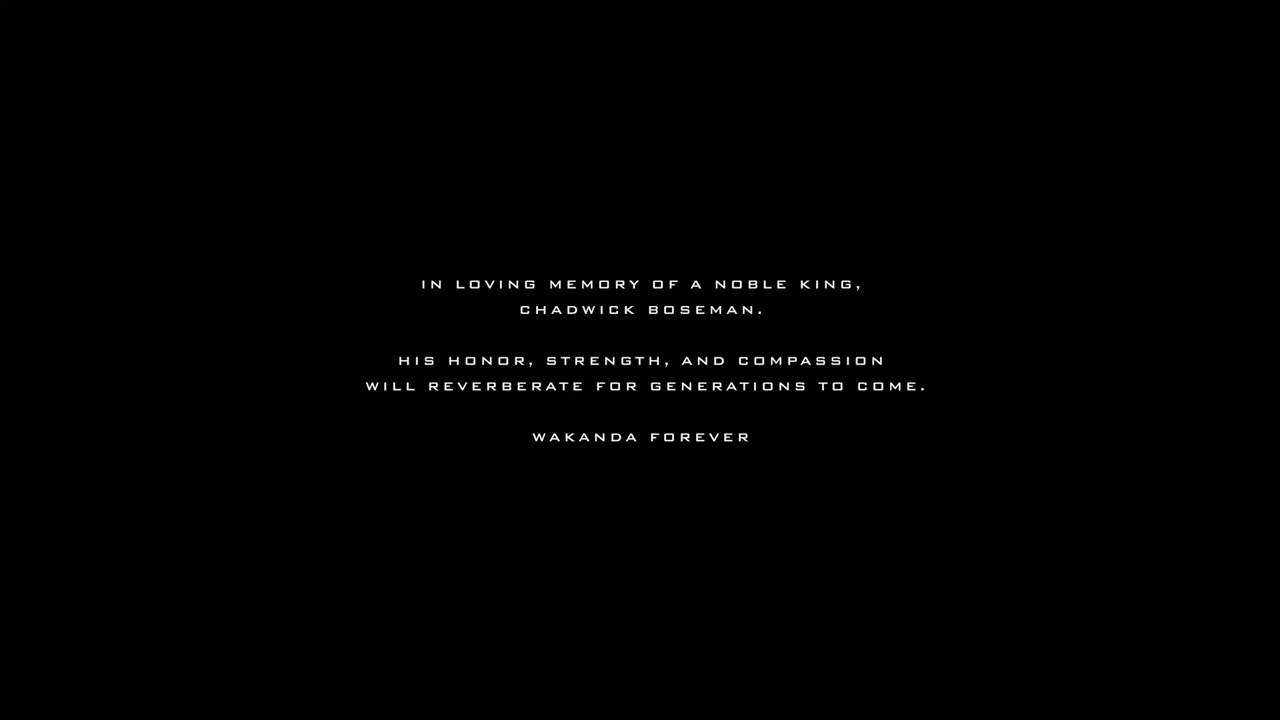 IN LOVING MEMORY OF A NOBLE KING,
CHADWICK BOSEMAN.
HIS HONOR, STRENGTH, AND COMPASSION
WILL REVERBERATE FOR GENERATIONS TO COME.
WAKANDA FOREVER